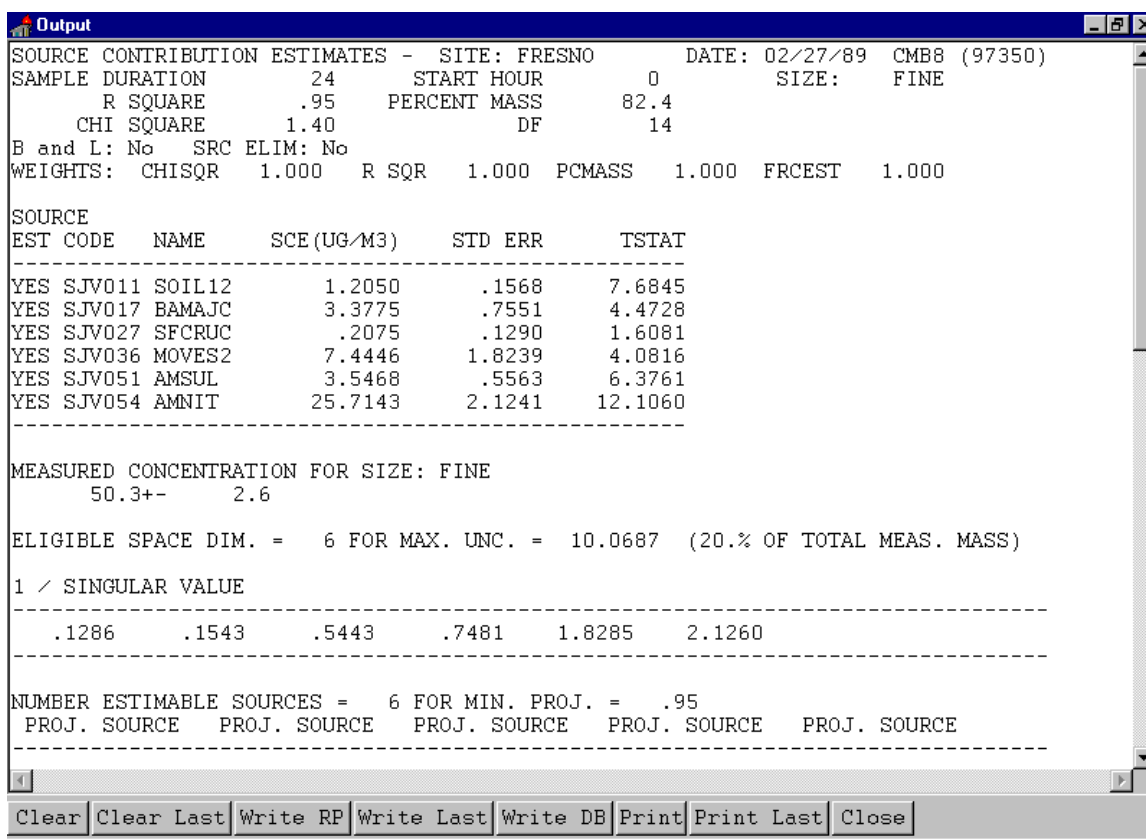 Output
SOURCE CONTRIBUTION ESTIMATES - SITE: FRESNO DATE: 02/27/89 CMB8 (97350)
SAMPLE DURATION 24 START HOUR 0 SIZE: FINE
R SQUARE .95 PERCENT MASS 82.4
CHI SQUARE 1.40 DF 14
B and L: No SRC ELIM: No
WEIGHTS: CHISQR 1.000 R SQR 1.000 PCMASS 1.000 FRCEST 1.000
SOURCE
EST CODE NAME SCE(UG/M3) STD ERR TSTAT
----------------------------------------------------
YES SJV011 SOIL12 1.2050 .1568 7.6845
YES SJV017 BAMAJC 3.3775 .7551 4.4728
YES SJV027 SFCRUC .2075 .1290 1.6081
YES SJV036 MOVES2 7.4446 1.8239 4.0816
YES SJV051 AMSUL 3.5468 .5563 6.3761
YES SJV054 AMNIT 25.7143 2.1241 12.1060
----------------------------------------------------
MEASURED CONCENTRATION FOR SIZE: FINE
50.3+- 2.6
ELIGIBLE SPACE DIM. = 6 FOR MAX. UNC. = 10.0687 (20.% OF TOTAL MEAS. MASS)
1 / SINGULAR VALUE
--------------------------------------------------------------------------------
.1286 .1543 .5443 .7481 1.8285 2.1260
--------------------------------------------------------------------------------
NUMBER ESTIMABLE SOURCES = 6 FOR MIN. PROJ. = .95
PROJ. SOURCE PROJ. SOURCE PROJ. SOURCE PROJ. SOURCE PROJ. SOURCE
--------------------------------------------------------------------------------
Clear Clear Last Write RP Write Last Write DB Print Print Last Close